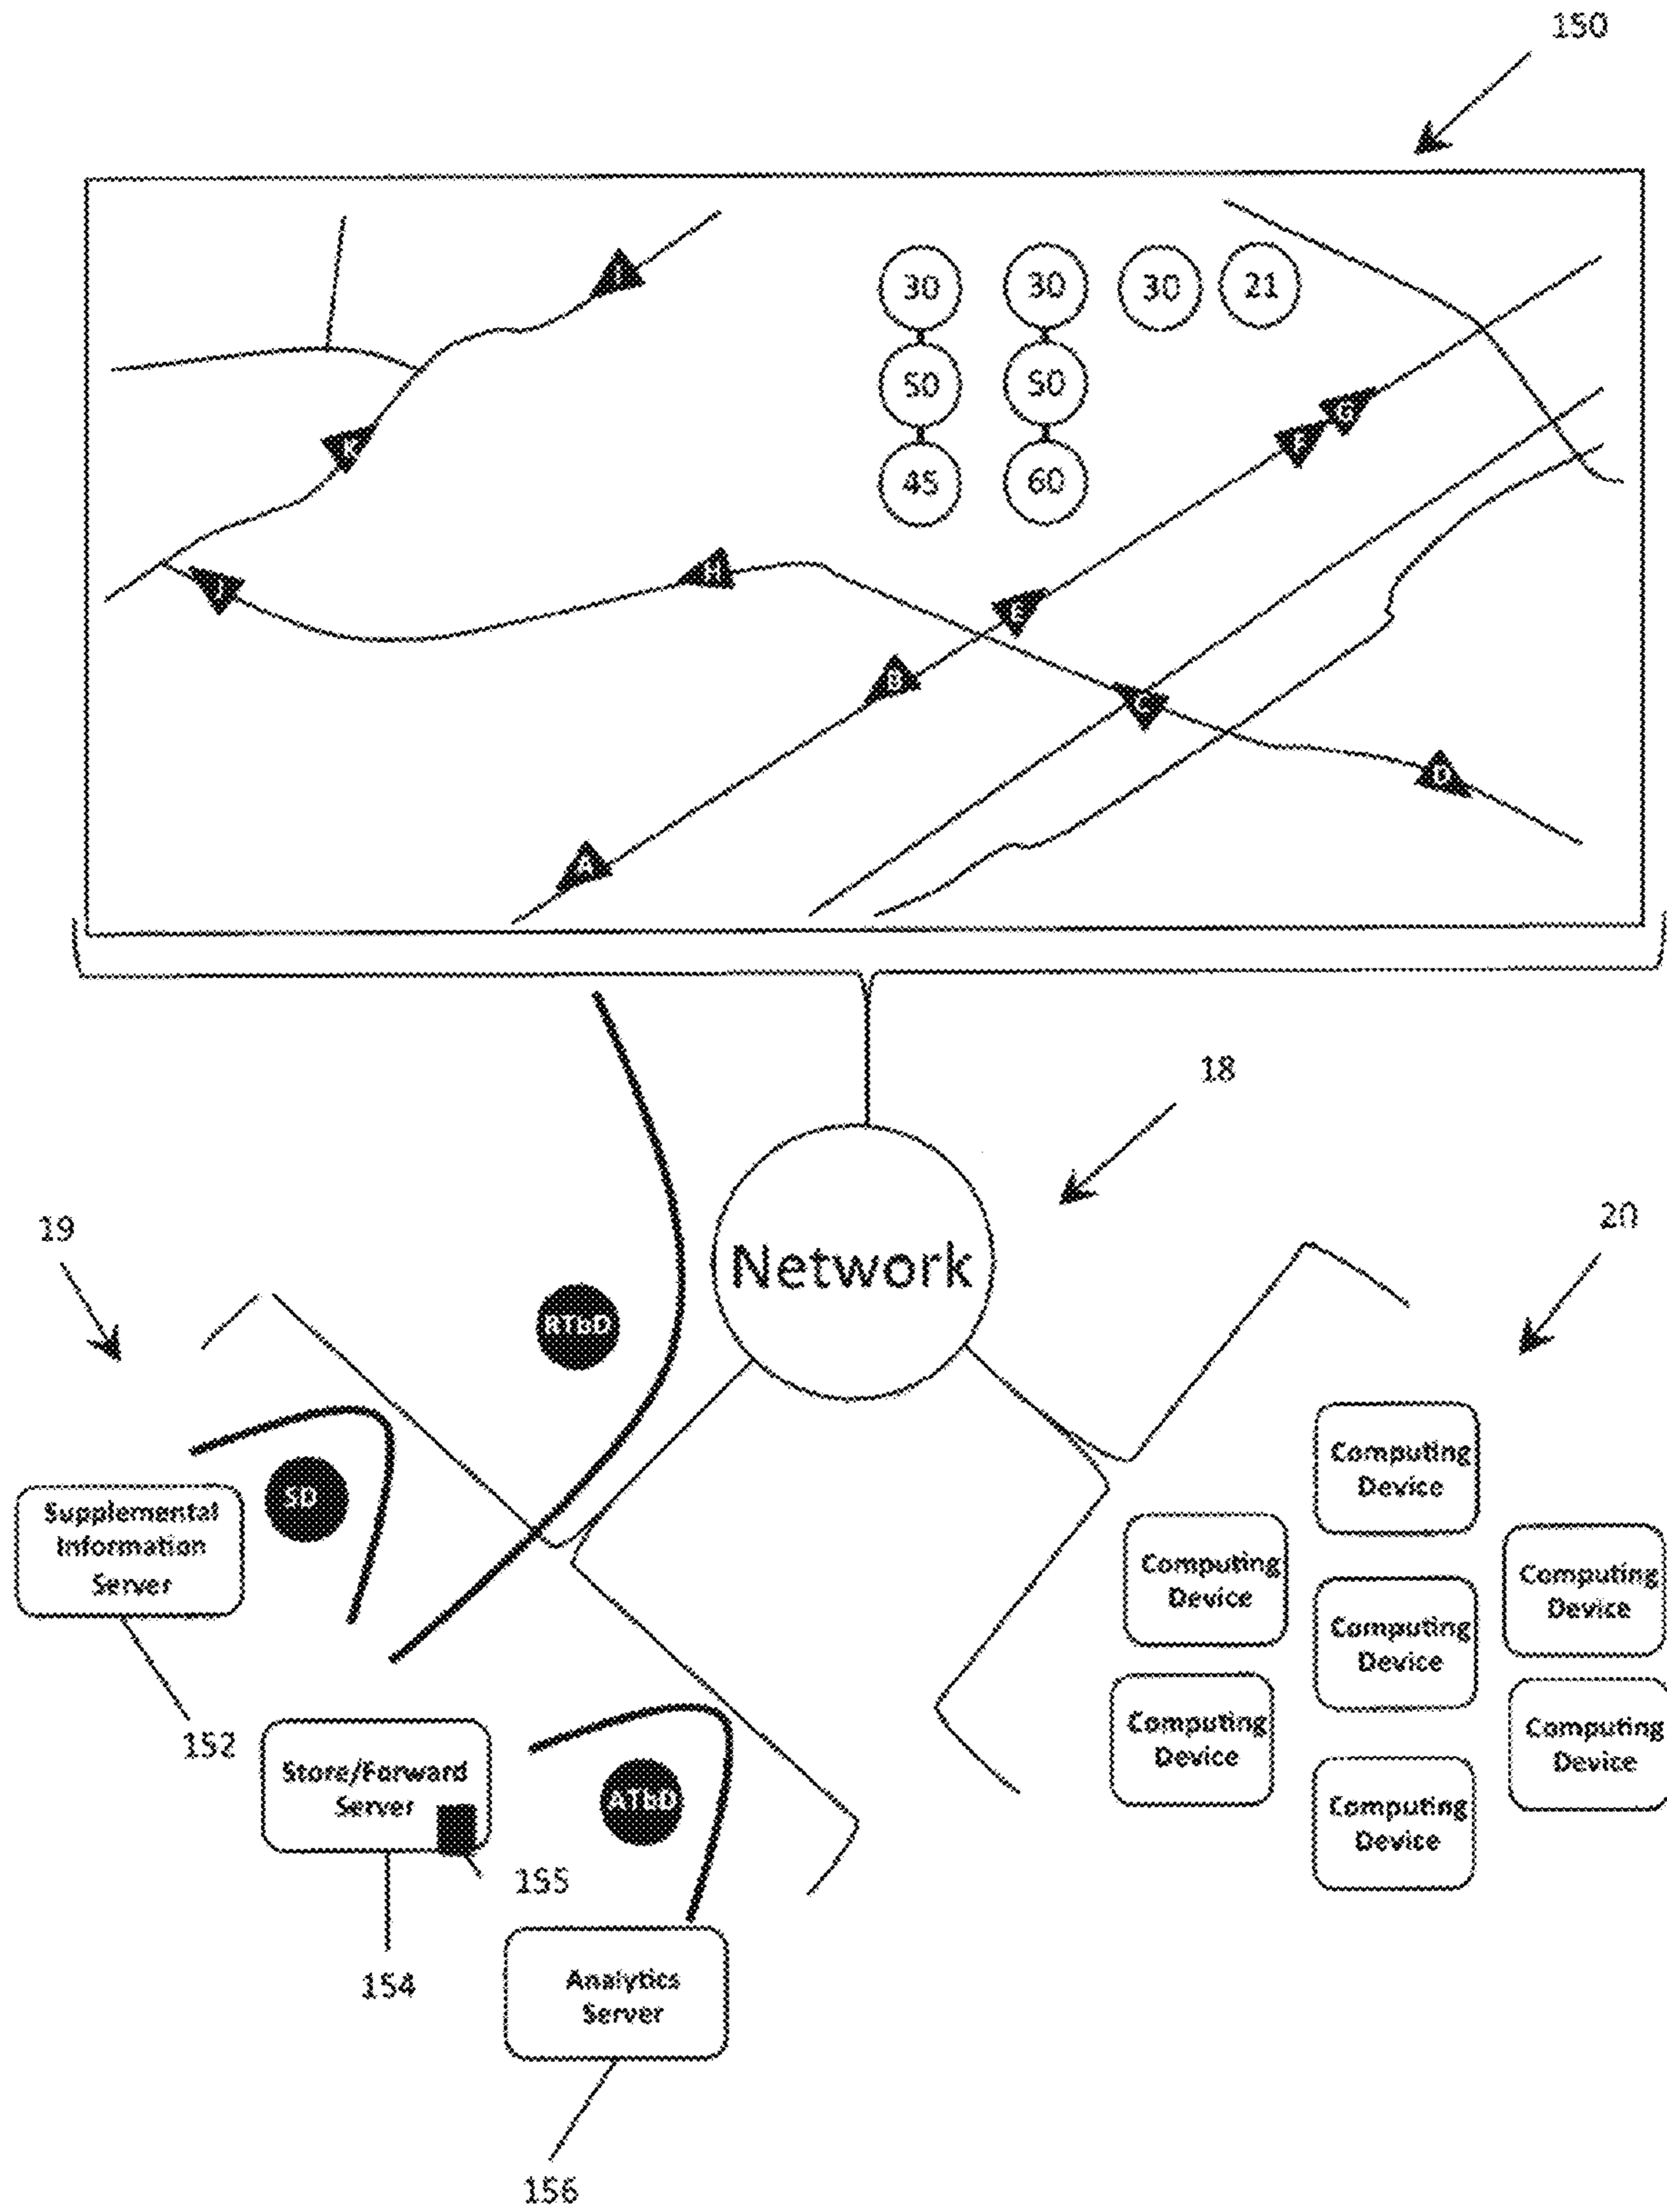 150
30
30
30
21
50
50
45
60
G
F
K
H
E
B
C
D
A
18
Network
19
20
RTbD
SD
Supplemental
Information
Server
152
Computing
Device
Computing
Device
Computing
Device
Computing
Device
Computing
Device
Computing
Device
Computing
Device
Store/Forward
Server
ATbD
155
154
Analytics
Server
156